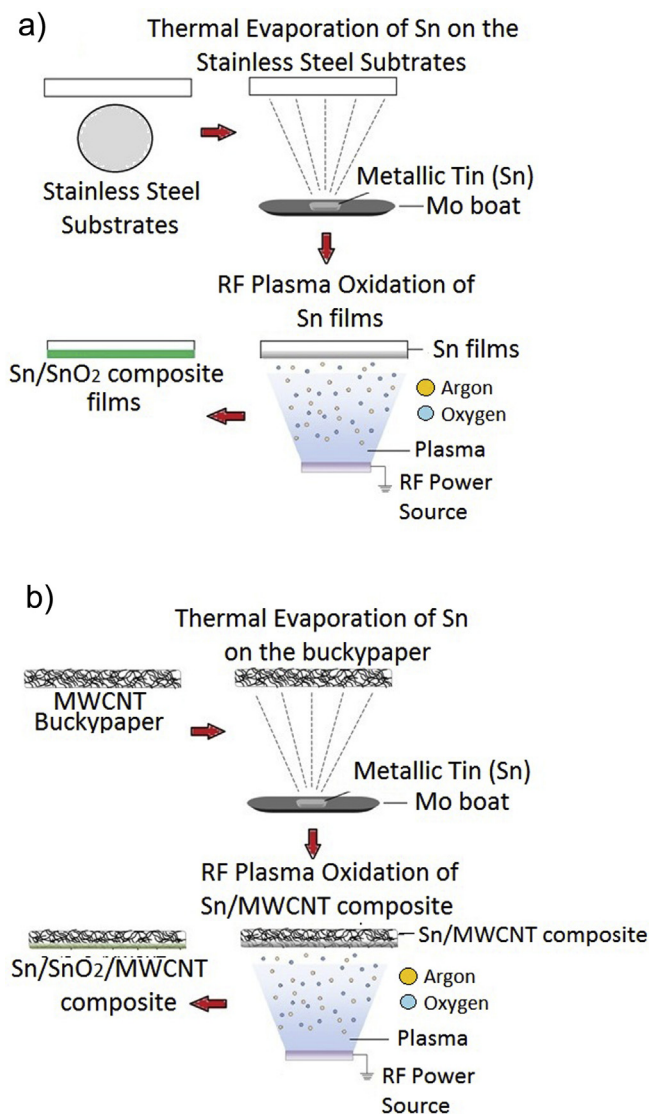 a)
Thermal Evaporation of Sn on the
Stainless Steel Subtrates
Stainless Steel
Substrates
Metallic Tin (Sn)
Mo boat
RF Plasma Oxidation of
Sn films
Sn films
Sn/SnO₂ composite
films
Argon
Oxygen
Plasma
RF Power
Source
b)
Thermal Evaporation of Sn
on the buckypaper
MWCNT
Buckypaper
Metallic Tin (Sn)
Mo boat
RF Plasma Oxidation of
Sn/MWCNT composite
Sn/MWCNT composite
Sn/SnO₂/MWCNT
composite
Argon
Oxygen
Plasma
RF Power
Source